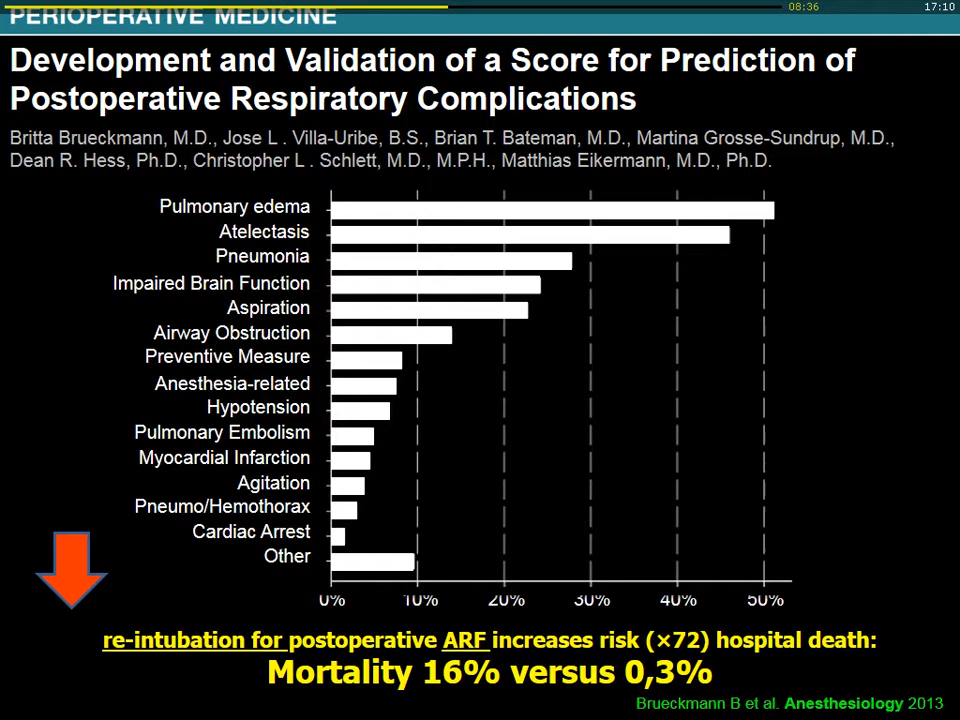 08:36
17:10
PERIOPERATIVE MEDICINE
Development and Validation of a Score for Prediction of
Postoperative Respiratory Complications
Britta Brueckmann, M.D., Jose L . Villa-Uribe, B.S., Brian T. Bateman, M.D., Martina Grosse-Sundrup, M.D.,
Dean R. Hess, Ph.D., Christopher L . Schlett, M.D., M.P.H., Matthias Eikermann, M.D., Ph.D.
Pulmonary edema
Atelectasis
Pneumonia
Impaired Brain Function
Aspiration
Airway Obstruction
Preventive Measure
Anesthesia-related
Hypotension
Pulmonary Embolism
Myocardial Infarction
Agitation
Pneumo/Hemothorax
Cardiac Arrest
Other
0% 10% 20% 30% 40% 50%
re-intubation for postoperative ARF increases risk (×72) hospital death:
Mortality 16% versus 0,3%
Brueckmann B et al. Anesthesiology 2013